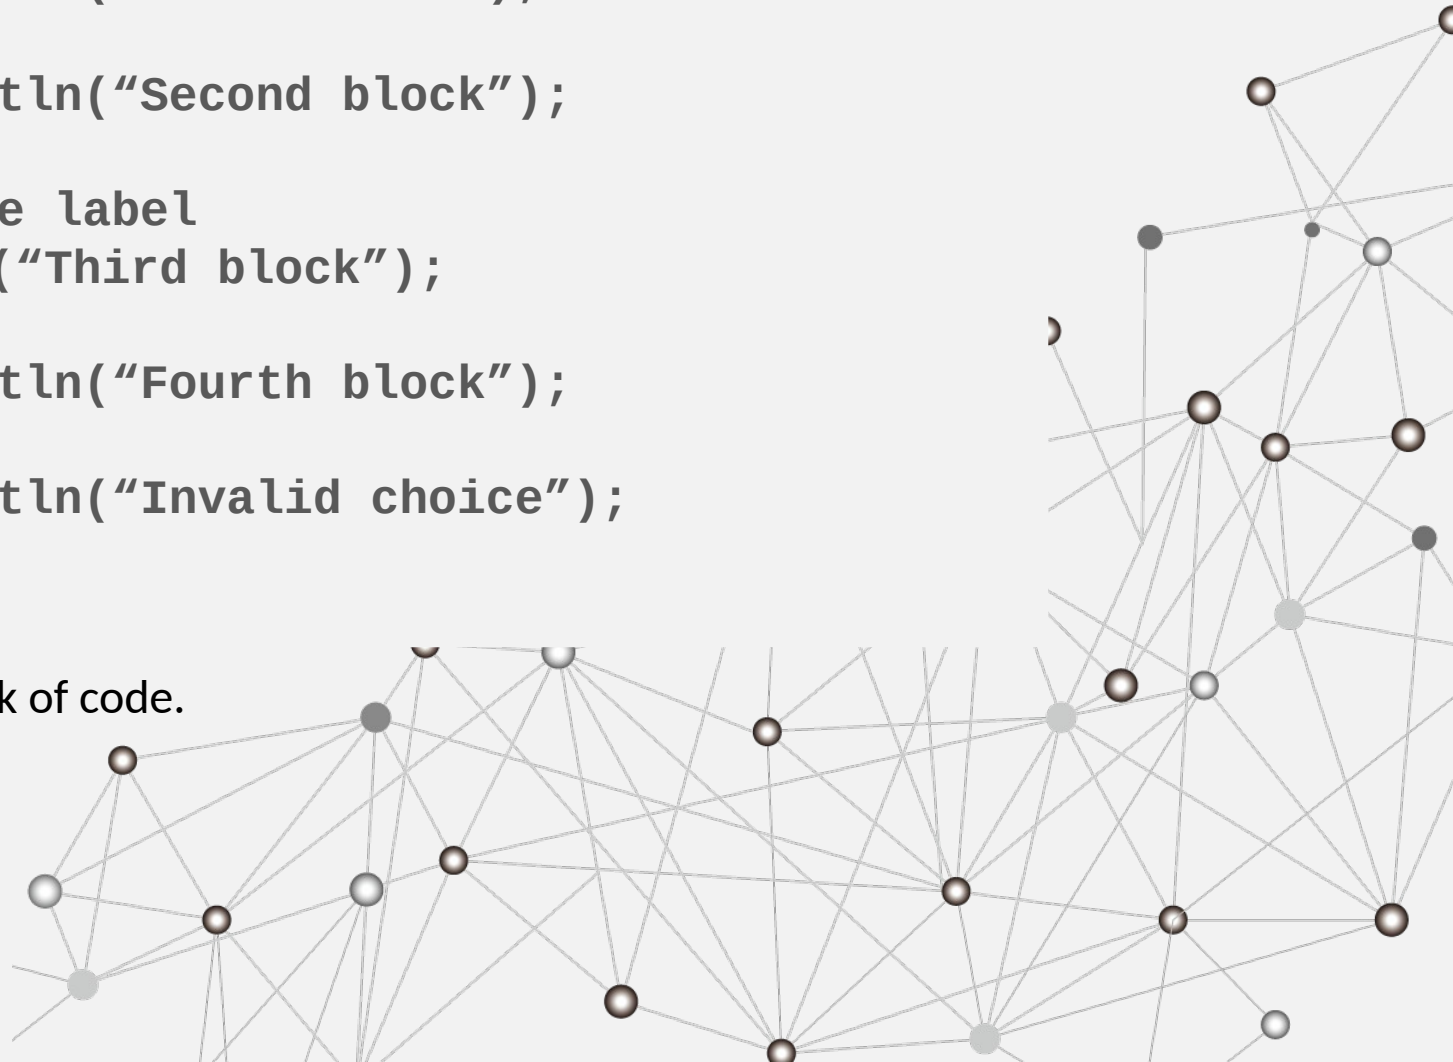 tln(“Second block”);
e label
(“Third block”);
tln(“Fourth block”);
tln(“Invalid choice”);
k of code.